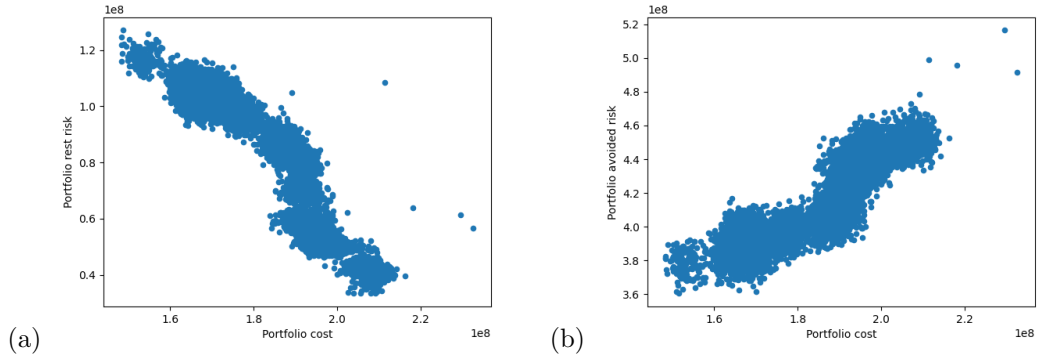 1e8
Portfolio rest risk
1.2
1.0
0.8
0.6
0.4
1.6
1.8
2.0
2.2
1e8
Portfolio cost
(a)
1e8
Portfolio avoided risk
5.2
5.0
4.8
4.6
4.4
4.2
4.0
3.8
3.6
1.6
1.8
2.0
2.2
1e8
Portfolio cost
(b)